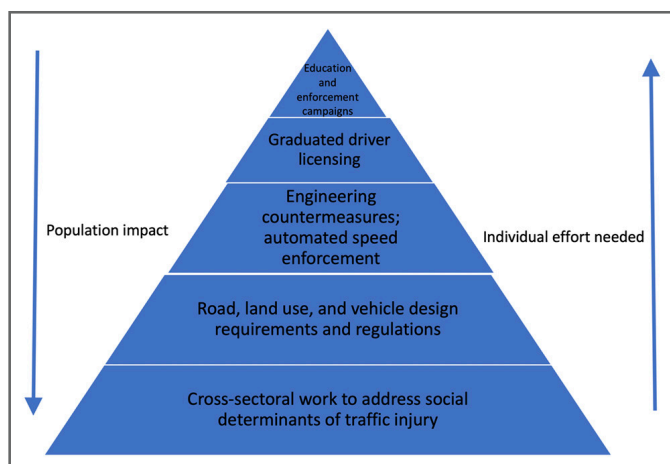 Education and
enforcement
campaigns
Graduated driver
licensing
Engineering
countermeasures;
automated speed
enforcement
Population impact
Individual effort needed
Road, land use, and vehicle design
requirements and regulations
Cross-sectoral work to address social
determinants of traffic injury